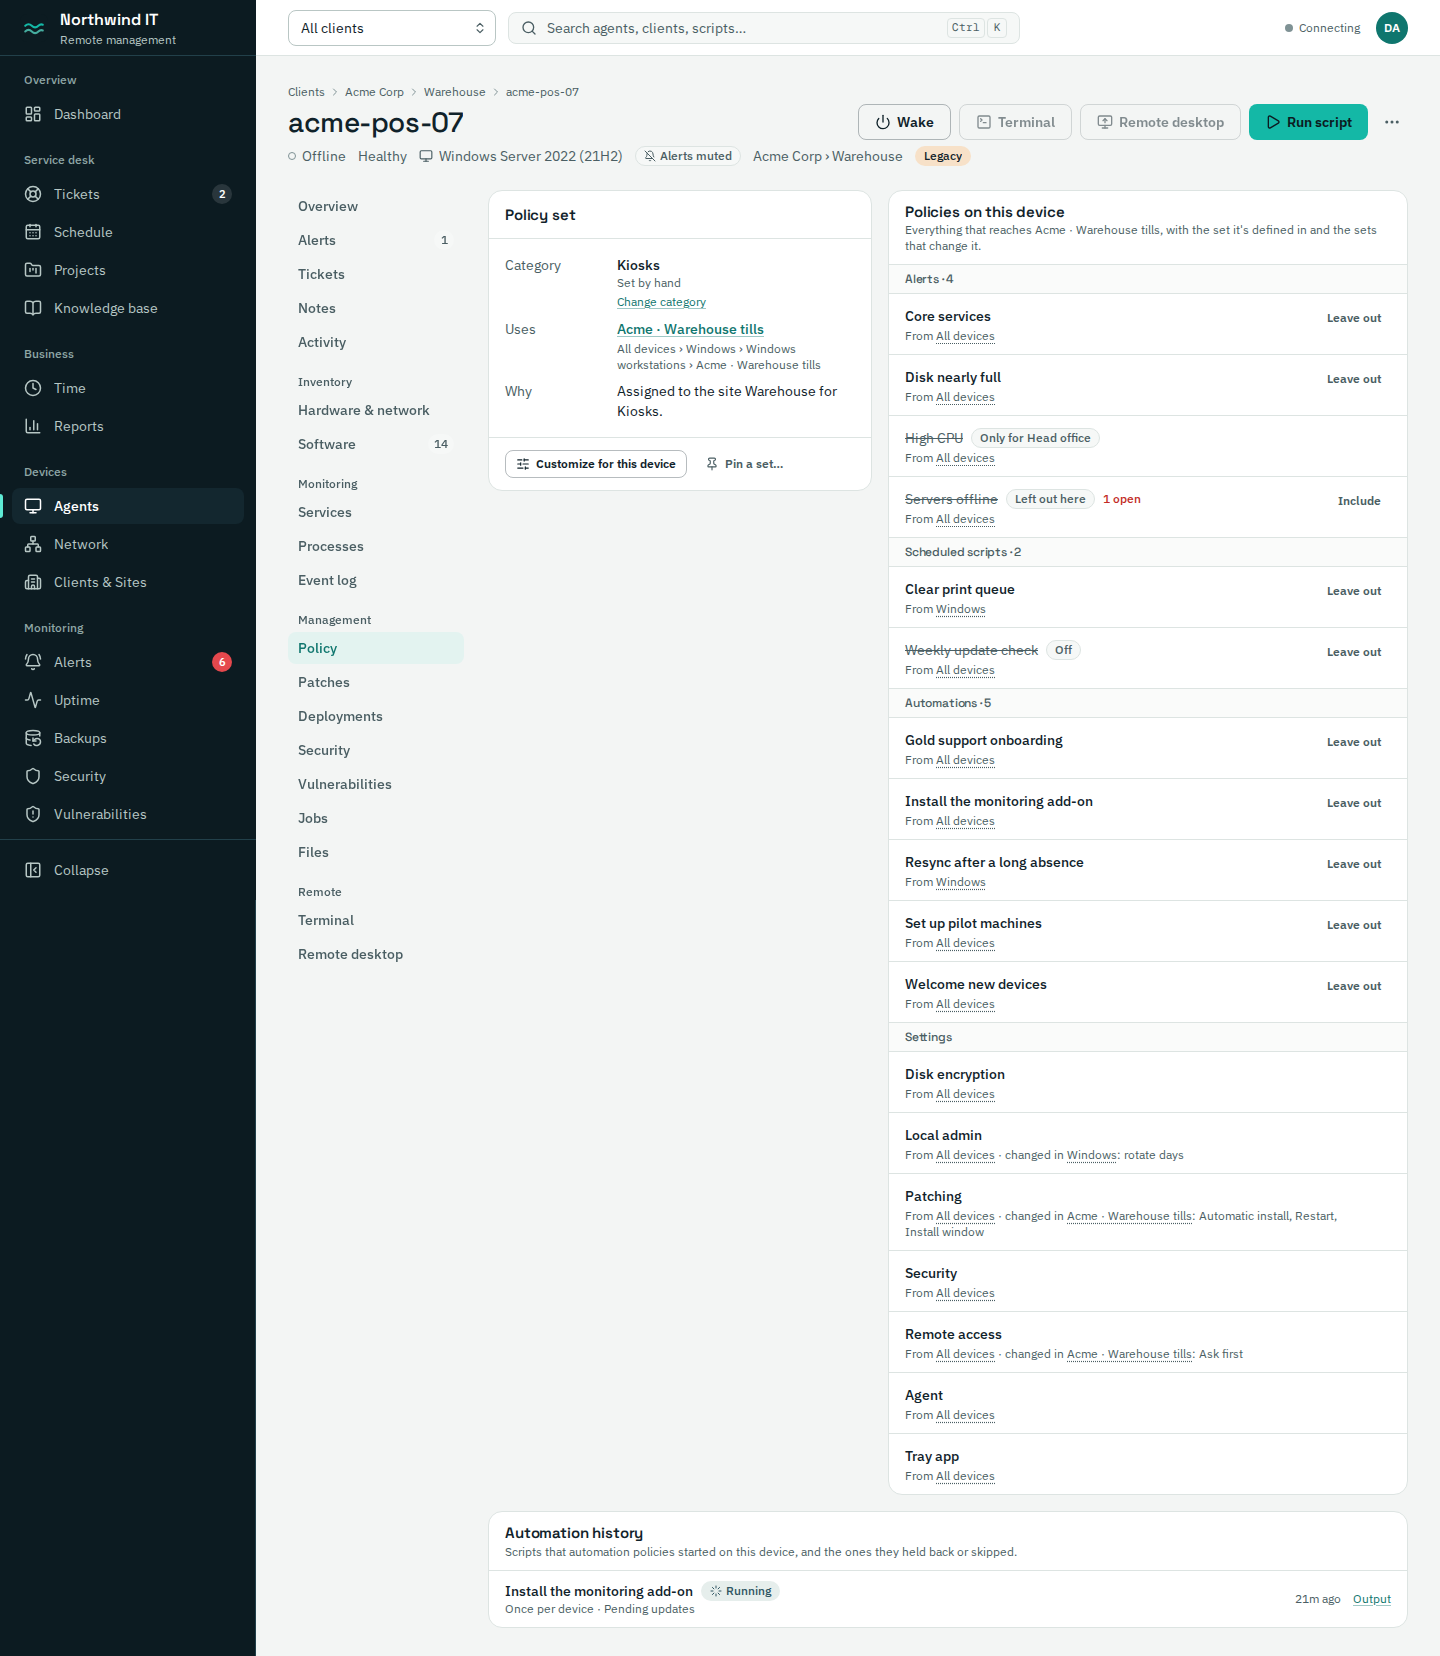 Northwind IT
Remote management
All clients
Search agents, clients, scripts...
Ctrl K
Connecting
DA
Overview
Dashboard
Service desk
Tickets 2
Schedule
Projects
Knowledge base
Business
Time
Reports
Devices
Agents
Network
Clients & Sites
Monitoring
Alerts 6
Uptime
Backups
Security
Vulnerabilities
Collapse
Clients > Acme Corp > Warehouse > acme-pos-07
acme-pos-07
Wake
Terminal
Remote desktop
Run script
Offline Healthy Windows Server 2022 (21H2) Alerts muted Acme Corp › Warehouse Legacy
Overview
Alerts 1
Tickets
Notes
Activity
Inventory
Hardware & network
Software 14
Monitoring
Services
Processes
Event log
Management
Policy
Patches
Deployments
Security
Vulnerabilities
Jobs
Files
Remote
Terminal
Remote desktop
Policy set
Category Kiosks
Set by hand
Change category
Uses Acme · Warehouse tills
All devices › Windows › Windows
workstations › Acme · Warehouse tills
Why Assigned to the site Warehouse for
Kiosks.
Customize for this device
Pin a set...
Policies on this device
Everything that reaches Acme · Warehouse tills, with the set it's defined in and the sets
that change it.
Alerts · 4
Core services Leave out
From All devices
Disk nearly full Leave out
From All devices
High CPU Only for Head office
From All devices
Servers offline Left out here 1 open Include
From All devices
Scheduled scripts · 2
Clear print queue Leave out
From Windows
Weekly update check Off Leave out
From All devices
Automations · 5
Gold support onboarding Leave out
From All devices
Install the monitoring add-on Leave out
From All devices
Resync after a long absence Leave out
From Windows
Set up pilot machines Leave out
From All devices
Welcome new devices Leave out
From All devices
Settings
Disk encryption
From All devices
Local admin
From All devices · changed in Windows: rotate days
Patching
From All devices · changed in Acme · Warehouse tills: Automatic install, Restart,
Install window
Security
From All devices
Remote access
From All devices · changed in Acme · Warehouse tills: Ask first
Agent
From All devices
Tray app
From All devices
Automation history
Scripts that automation policies started on this device, and the ones they held back or skipped.
Install the monitoring add-on Running
Once per device · Pending updates
21m ago Output